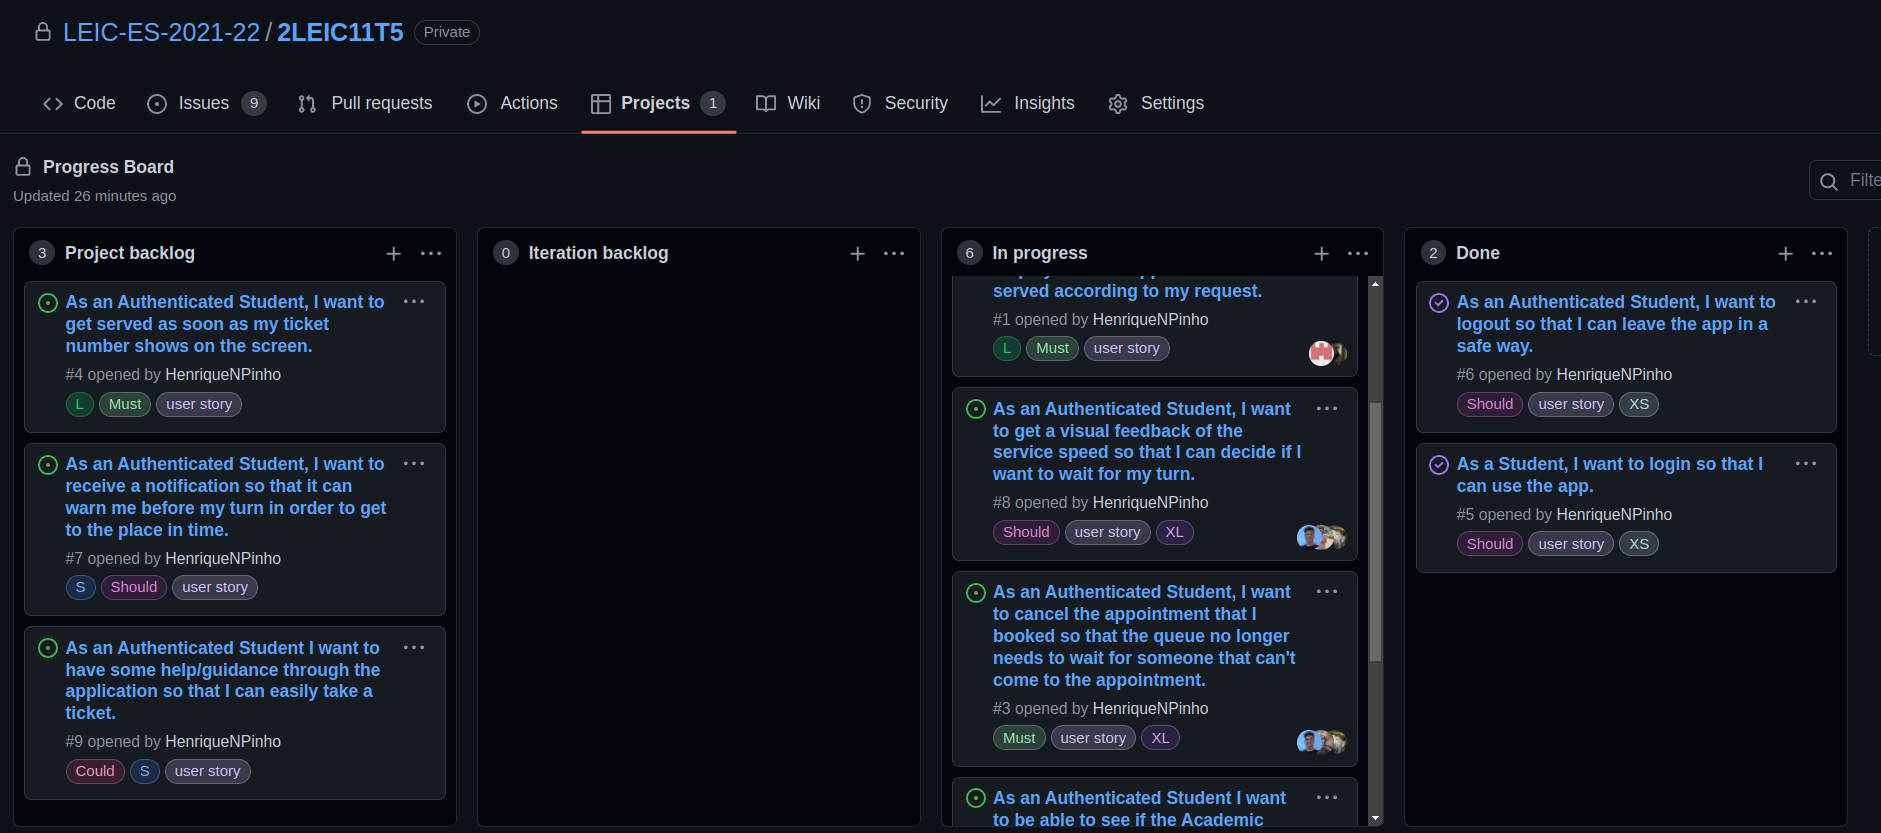 LEIC-ES-2021-22 / 2LEIC11T5 Private
Code Issues 9 Pull requests Actions Projects 1 Wiki Security Insights Settings
Progress Board
Updated 26 minutes ago
3 Project backlog
As an Authenticated Student, I want to
get served as soon as my ticket
number shows on the screen.
#4 opened by HenriqueNPinho
L Must user story
As an Authenticated Student, I want to
receive a notification so that it can
warn me before my turn in order to get
to the place in time.
#7 opened by HenriqueNPinho
S Should user story
As an Authenticated Student I want to
have some help/guidance through the
application so that I can easily take a
ticket.
#9 opened by HenriqueNPinho
Could S user story
0 Iteration backlog
6 In progress
served according to my request.
#1 opened by HenriqueNPinho
L Must user story
As an Authenticated Student, I want
to get a visual feedback of the
service speed so that I can decide if I
want to wait for my turn.
#8 opened by HenriqueNPinho
Should user story XL
As an Authenticated Student, I want
to cancel the appointment that I
booked so that the queue no longer
needs to wait for someone that can't
come to the appointment.
#3 opened by HenriqueNPinho
Must user story XL
As an Authenticated Student I want
to be able to see if the Academic
2 Done
As an Authenticated Student, I want to
logout so that I can leave the app in a
safe way.
#6 opened by HenriqueNPinho
Should user story XS
As a Student, I want to login so that I
can use the app.
#5 opened by HenriqueNPinho
Should user story XS